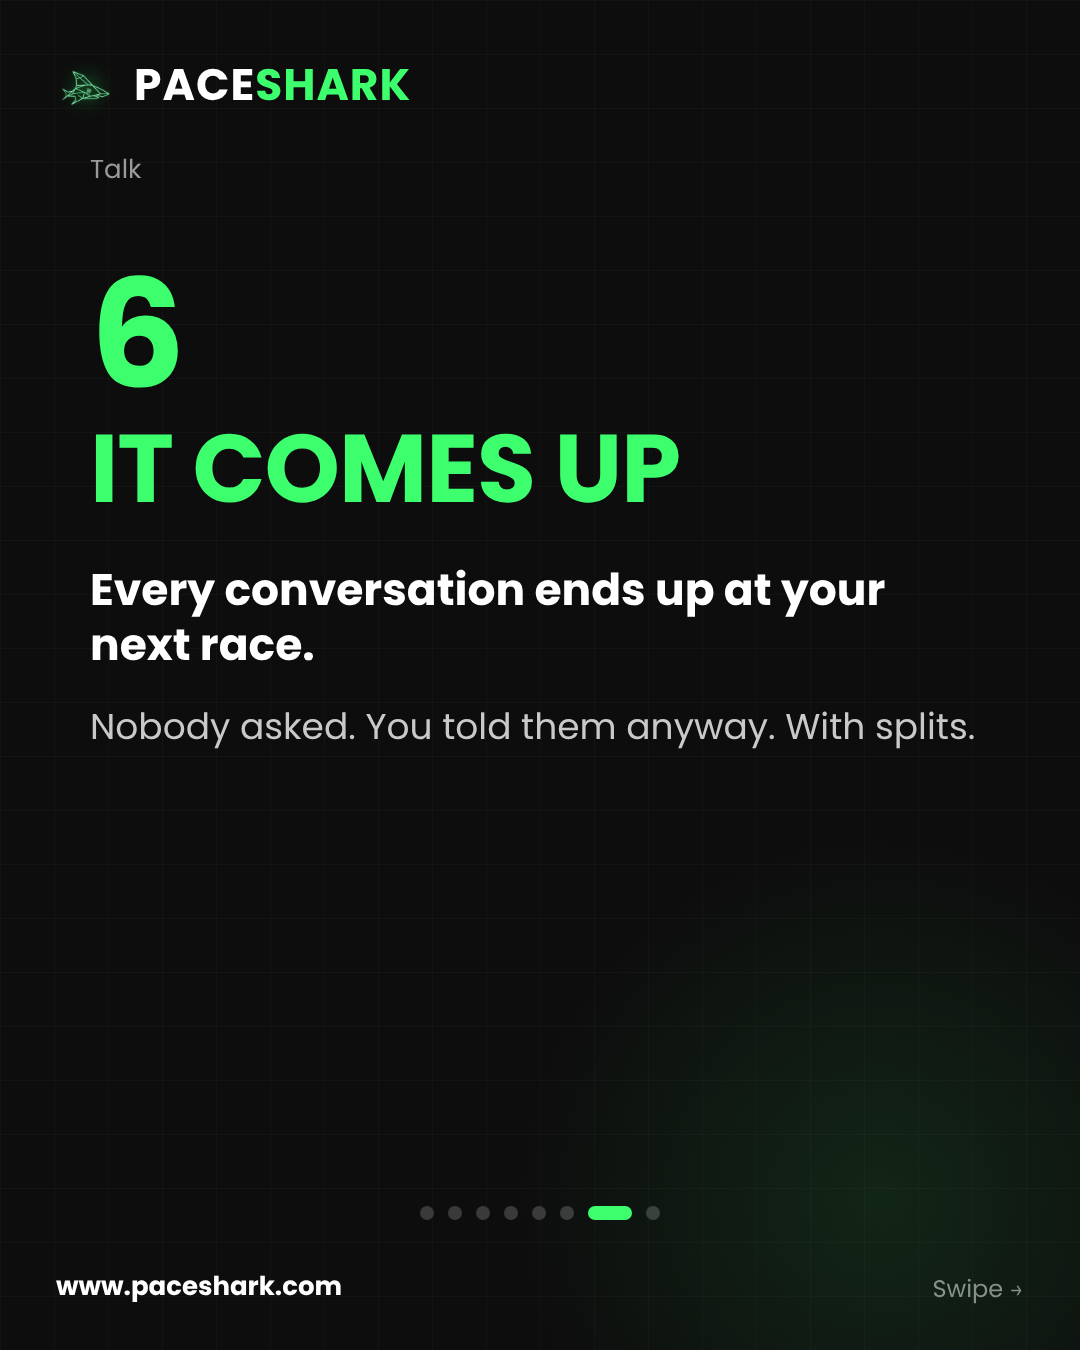 PACESHARK
Talk
6
IT COMES UP
Every conversation ends up at your
next race.
Nobody asked. You told them anyway. With splits.
www.paceshark.com
Swipe →